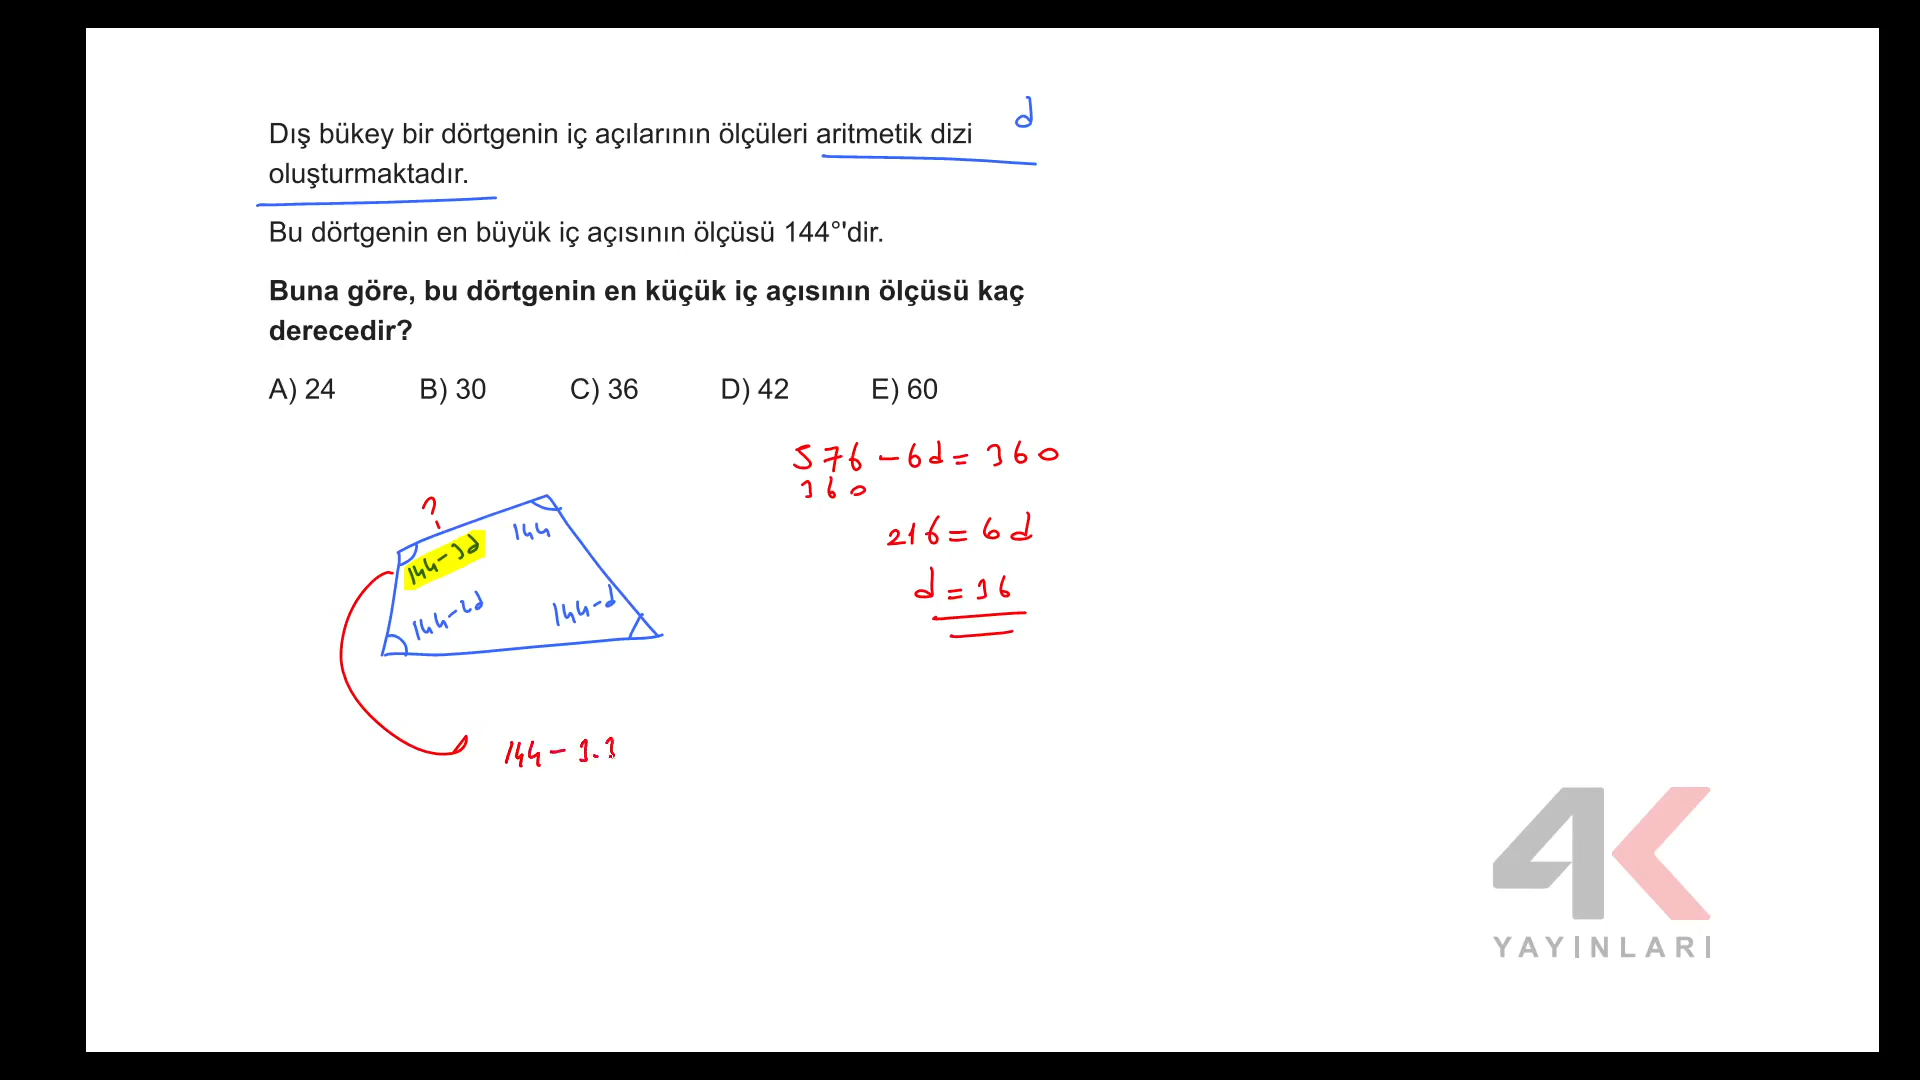 Dış bükey bir dörtgenin iç açılarının ölçüleri aritmetik dizi d
oluşturmaktadır.
Bu dörtgenin en büyük iç açısının ölçüsü 144°'dir.
Buna göre, bu dörtgenin en küçük iç açısının ölçüsü kaç
derecedir?
A) 24 B) 30 C) 36 D) 42 E) 60
576 - 6d = 360
360
216 = 6d
d = 36
?
144
144-3d
144-2d
144-d
144 - 3.3
4K
YAYINLARI